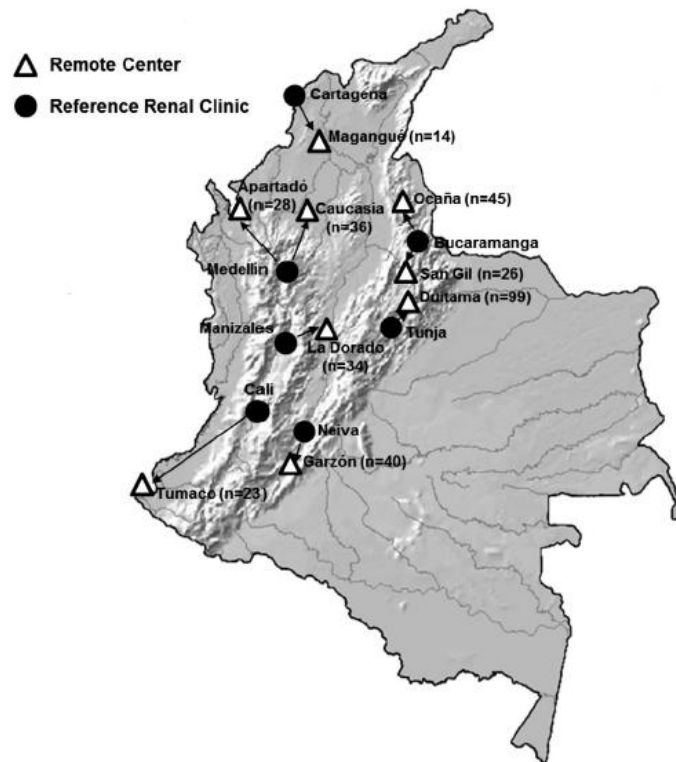 Remote Center
Reference Renal Clinic
Cartagena
Magangué (n=14)
Apartadó
(n=28)
Caucasia
(n=36)
Ocaña (n=45)
Bucaramanga
Medellin
San Gil (n=26)
Duitama (n=99)
Manizales
Tunja
La Dorado
(n=34)
Cali
Neiva
Garzón (n=40)
Tumaco (n=23)